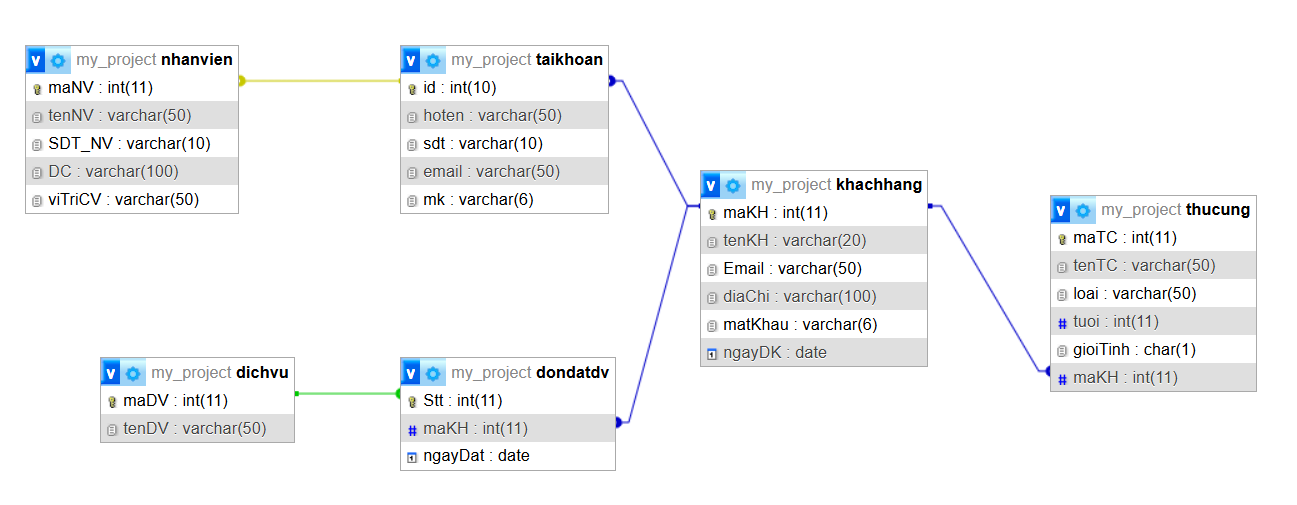 my_project nhanvien
maNV : int(11)
tenNV : varchar(50)
SDT_NV : varchar(10)
DC : varchar(100)
viTriCV : varchar(50)
my_project taikhoan
id : int(10)
hoten : varchar(50)
sdt : varchar(10)
email : varchar(50)
mk : varchar(6)
my_project khachhang
maKH : int(11)
tenKH : varchar(20)
Email : varchar(50)
diaChi : varchar(100)
matKhau : varchar(6)
ngayDK : date
my_project thucung
maTC : int(11)
tenTC : varchar(50)
loai : varchar(50)
# tuoi : int(11)
gioiTinh : char(1)
# maKH : int(11)
my_project dichvu
maDV : int(11)
tenDV : varchar(50)
my_project dondatdv
Stt : int(11)
# maKH : int(11)
ngayDat : date